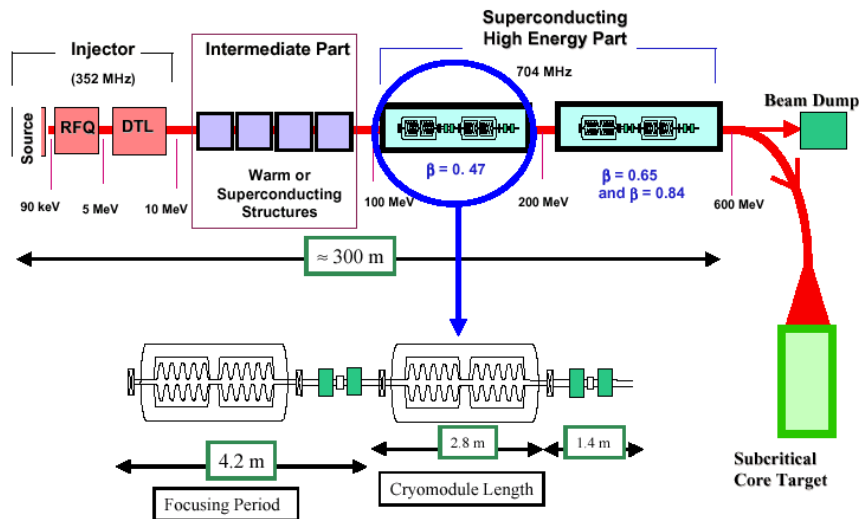 Superconducting
High Energy Part
Injector
(352 MHz)
Intermediate Part
704 MHz
Beam Dump
Source
RFQ
DTL
Warm or
Superconducting
Structures
β = 0. 47
β = 0.65
and β = 0.84
90 keV
5 MeV
10 MeV
100 MeV
200 MeV
600 MeV
≈ 300 m
4.2 m
2.8 m
1.4 m
Focusing Period
Cryomodule Length
Subcritical
Core Target